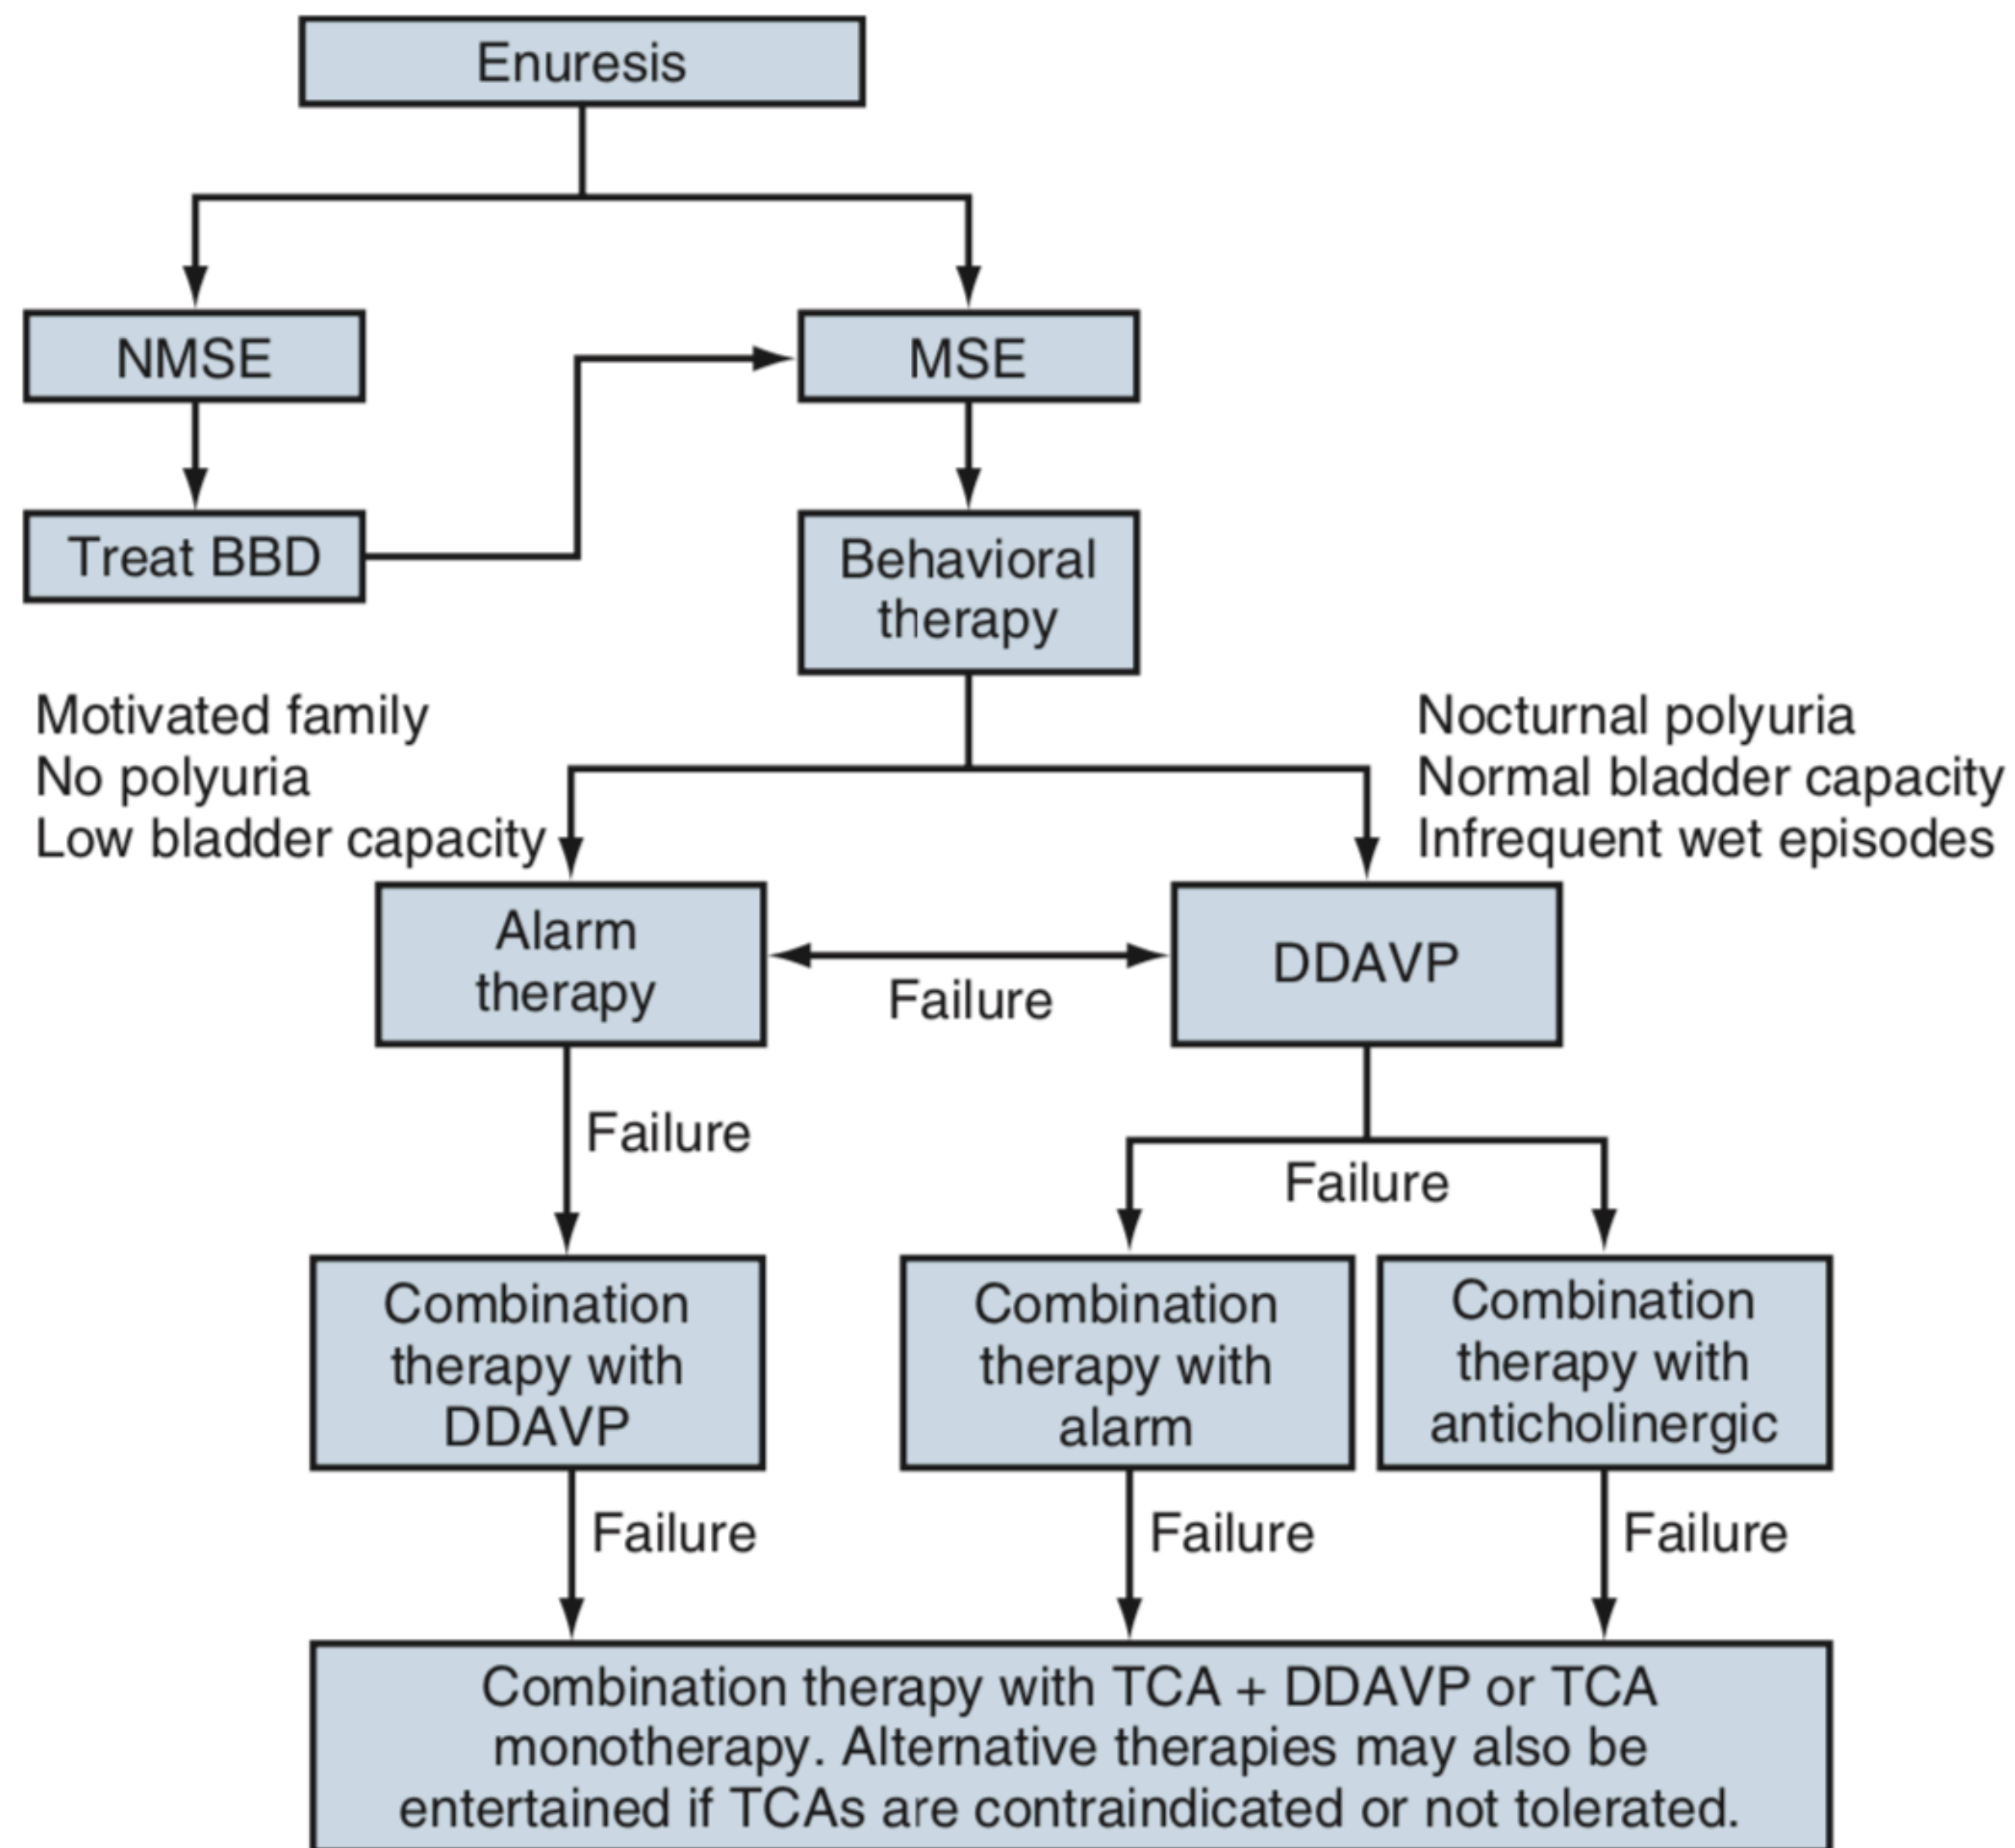 Enuresis
NMSE
MSE
Treat BBD
Behavioral
therapy
Motivated family
No polyuria
Low bladder capacity
Nocturnal polyuria
Normal bladder capacity
Infrequent wet episodes
Alarm
therapy
Failure
DDAVP
Failure
Failure
Combination
therapy with
DDAVP
Combination
therapy with
alarm
Combination
therapy with
anticholinergic
Failure
Failure
Failure
Combination therapy with TCA + DDAVP or TCA
monotherapy. Alternative therapies may also be
entertained if TCAs are contraindicated or not tolerated.